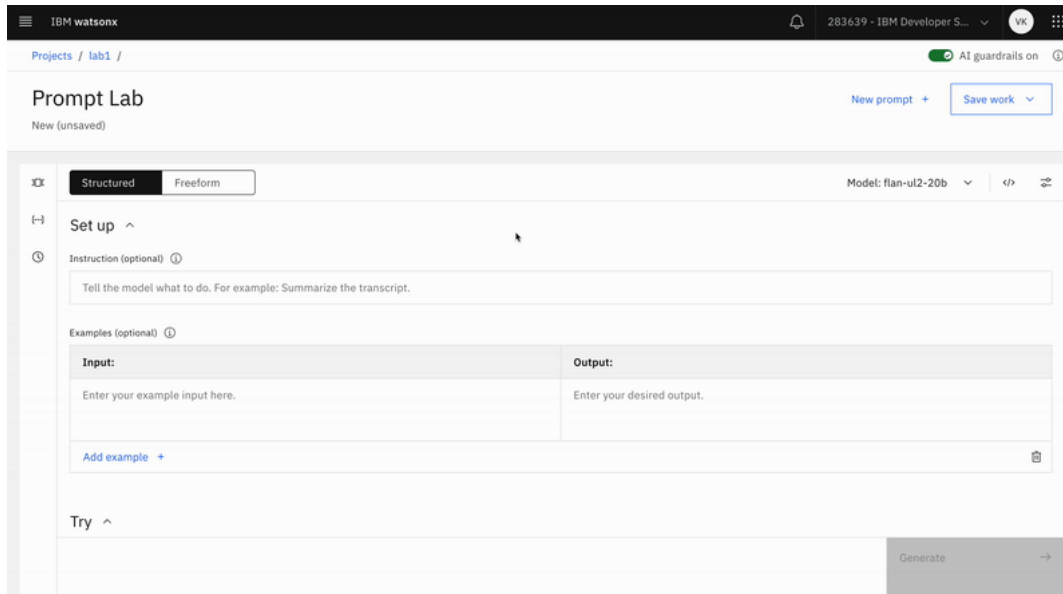 IBM watsonx
283639 - IBM Developer S...
VK
Projects / lab1 /
AI guardrails on
Prompt Lab
New prompt +
Save work
New (unsaved)
Structured
Freeform
Model: flan-ul2-20b
</>
Set up
Instruction (optional)
Tell the model what to do. For example: Summarize the transcript.
Examples (optional)
Input:
Output:
Enter your example input here.
Enter your desired output.
Add example +
Try
Generate